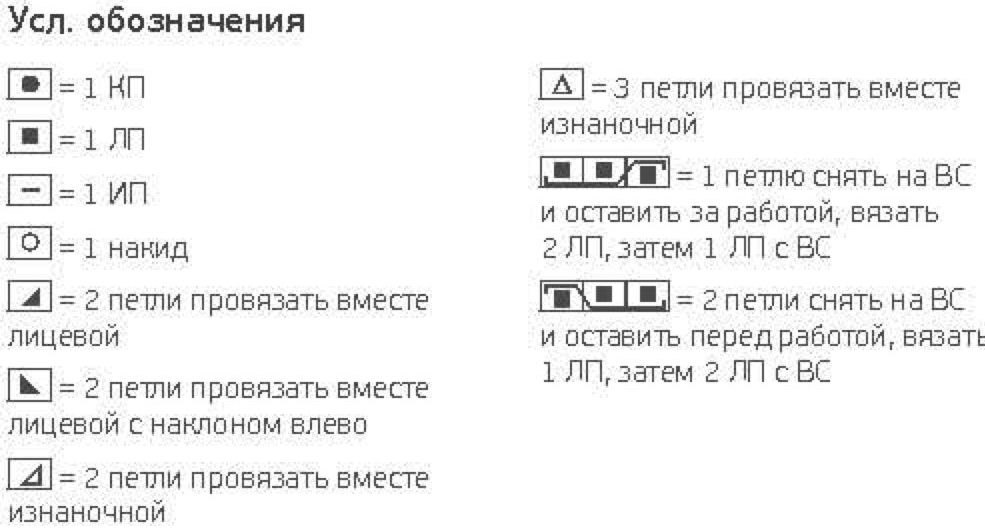 Усл. обозначения
= 1 КП
= 1 ЛП
= 1 ИП
= 1 накид
= 2 петли провязать вместе
лицевой
= 2 петли провязать вместе
лицевой с наклоном влево
= 2 петли провязать вместе
изнаночной
= 3 петли провязать вместе
изнаночной
= 1 петлю снять на ВС
и оставить за работой, вязать
2 ЛП, затем 1 ЛП с ВС
= 2 петли снять на ВС
и оставить перед работой, вязать
1 ЛП, затем 2 ЛП с ВС